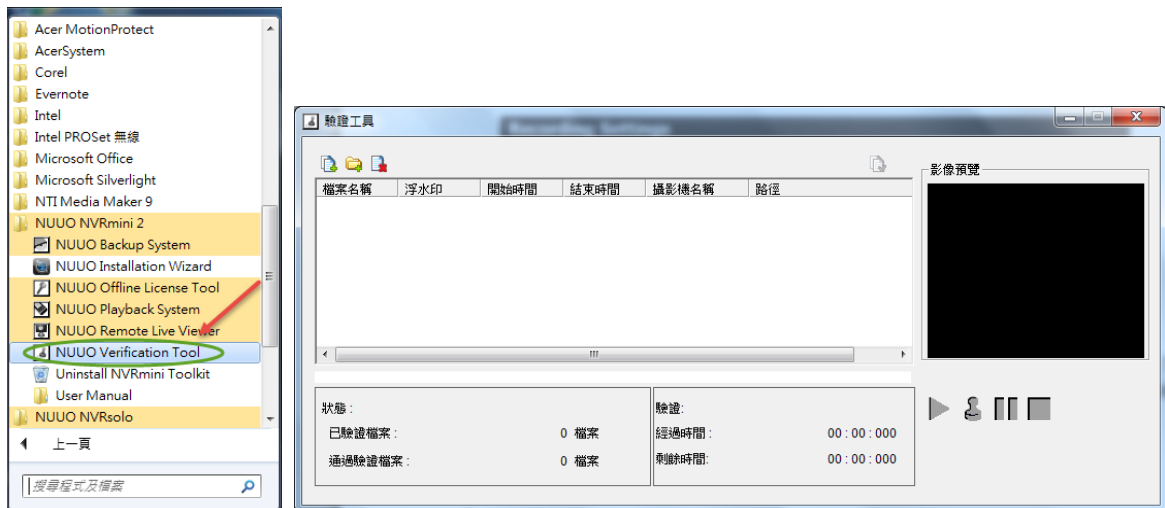 Acer MotionProtect
AcerSystem
Corel
Evernote
Intel
Intel PROSet 無線
Microsoft Office
Microsoft Silverlight
NTI Media Maker 9
NUUO NVRmini 2
NUUO Backup System
NUUO Installation Wizard
NUUO Offline License Tool
NUUO Playback System
NUUO Remote Live Viewer
NUUO Verification Tool
Uninstall NVRmini Toolkit
User Manual
NUUO NVRsolo
上一頁
搜尋程式及檔案
驗證工具
影像預覽
檔案名稱 浮水印 開始時間 結束時間 攝影機名稱 路徑
狀態 :
已驗證檔案 : 0 檔案
通過驗證檔案 : 0 檔案
驗證:
經過時間 : 00 : 00 : 000
剩餘時間: 00 : 00 : 000